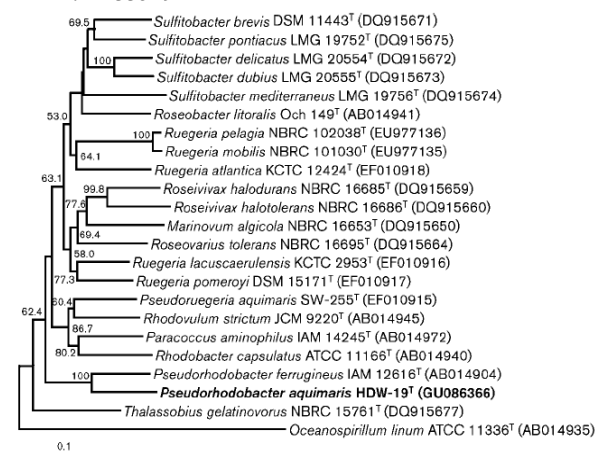 69.5
Sulfitobacter brevis DSM 11443ᵀ (DQ915671)
Sulfitobacter pontiacus LMG 19752ᵀ (DQ915675)
100
Sulfitobacter delicatus LMG 20554ᵀ (DQ915672)
Sulfitobacter dubius LMG 20555ᵀ (DQ915673)
Sulfitobacter mediterraneus LMG 19756ᵀ (DQ915674)
53.0
Roseobacter litoralis Och 149ᵀ (AB014941)
100
Ruegeria pelagia NBRC 102038ᵀ (EU977136)
Ruegeria mobilis NBRC 101030ᵀ (EU977135)
64.1
Ruegeria atlantica KCTC 12424ᵀ (EF010918)
63.1
99.8
Roseivivax halodurans NBRC 16685ᵀ (DQ915659)
77.6
Roseivivax halotolerans NBRC 16686ᵀ (DQ915660)
Marinovum algicola NBRC 16653ᵀ (DQ915650)
69.4
Roseovarius tolerans NBRC 16695ᵀ (DQ915664)
58.0
Ruegeria lacuscaerulensis KCTC 2953ᵀ (EF010916)
77.3
Ruegeria pomeroyi DSM 15171ᵀ (EF010917)
60.4
Pseudoruegeria aquimaris SW-255ᵀ (EF010915)
62.4
Rhodovulum strictum JCM 9220ᵀ (AB014945)
86.7
Paracoccus aminophilus IAM 14245ᵀ (AB014972)
80.2
Rhodobacter capsulatus ATCC 11166ᵀ (AB014940)
100
Pseudorhodobacter ferrugineus IAM 12616ᵀ (AB014904)
Pseudorhodobacter aquimaris HDW-19ᵀ (GU086366)
Thalassobius gelatinovorus NBRC 15761ᵀ (DQ915677)
Oceanospirillum linum ATCC 11336ᵀ (AB014935)
0.1